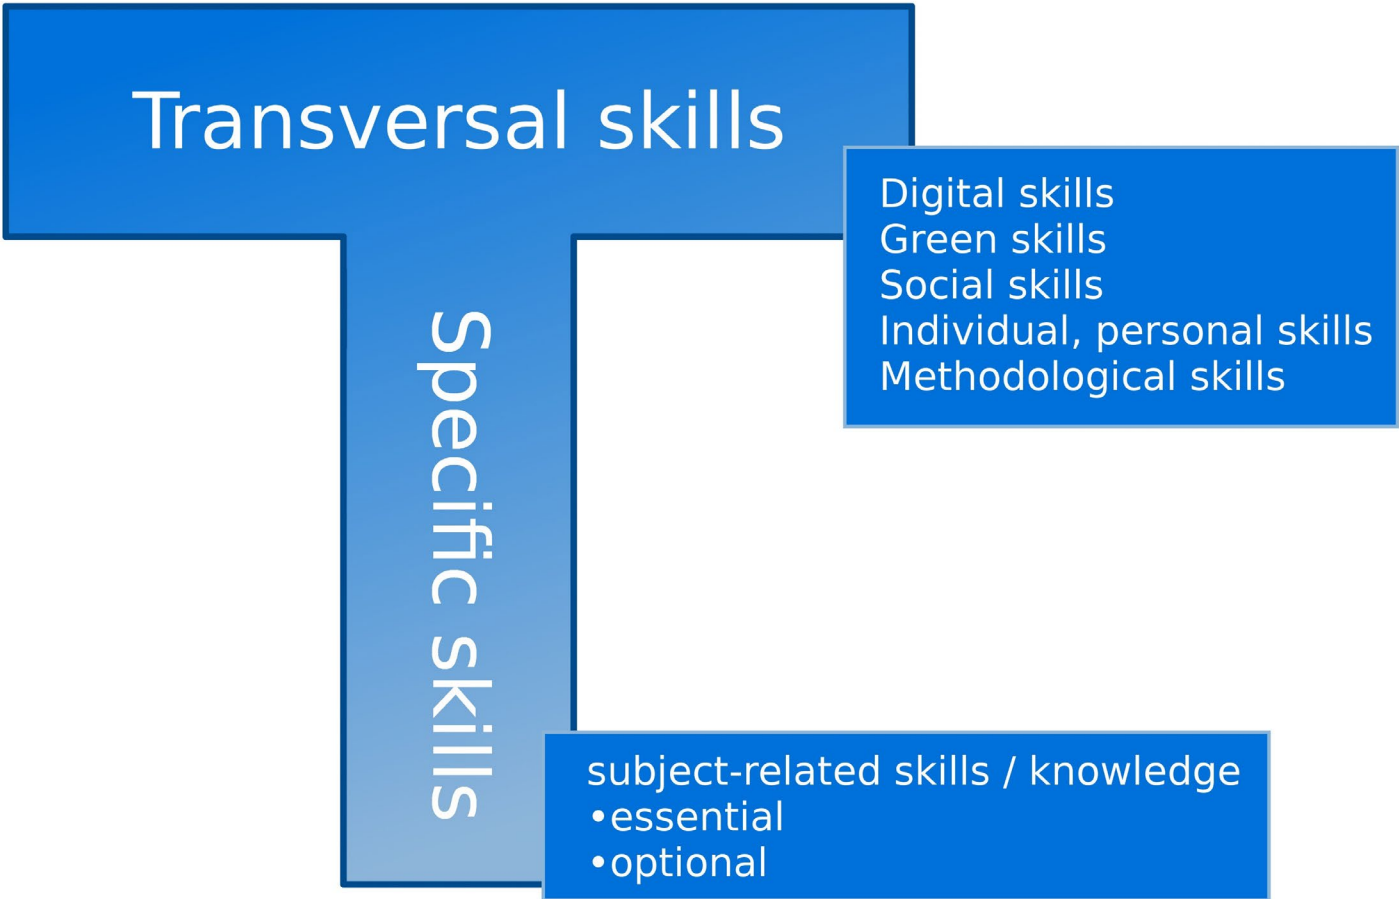 Transversal skills
Digital skills
Green skills
Social skills
Individual, personal skills
Methodological skills
Specific skills
subject-related skills / knowledge
•essential
•optional